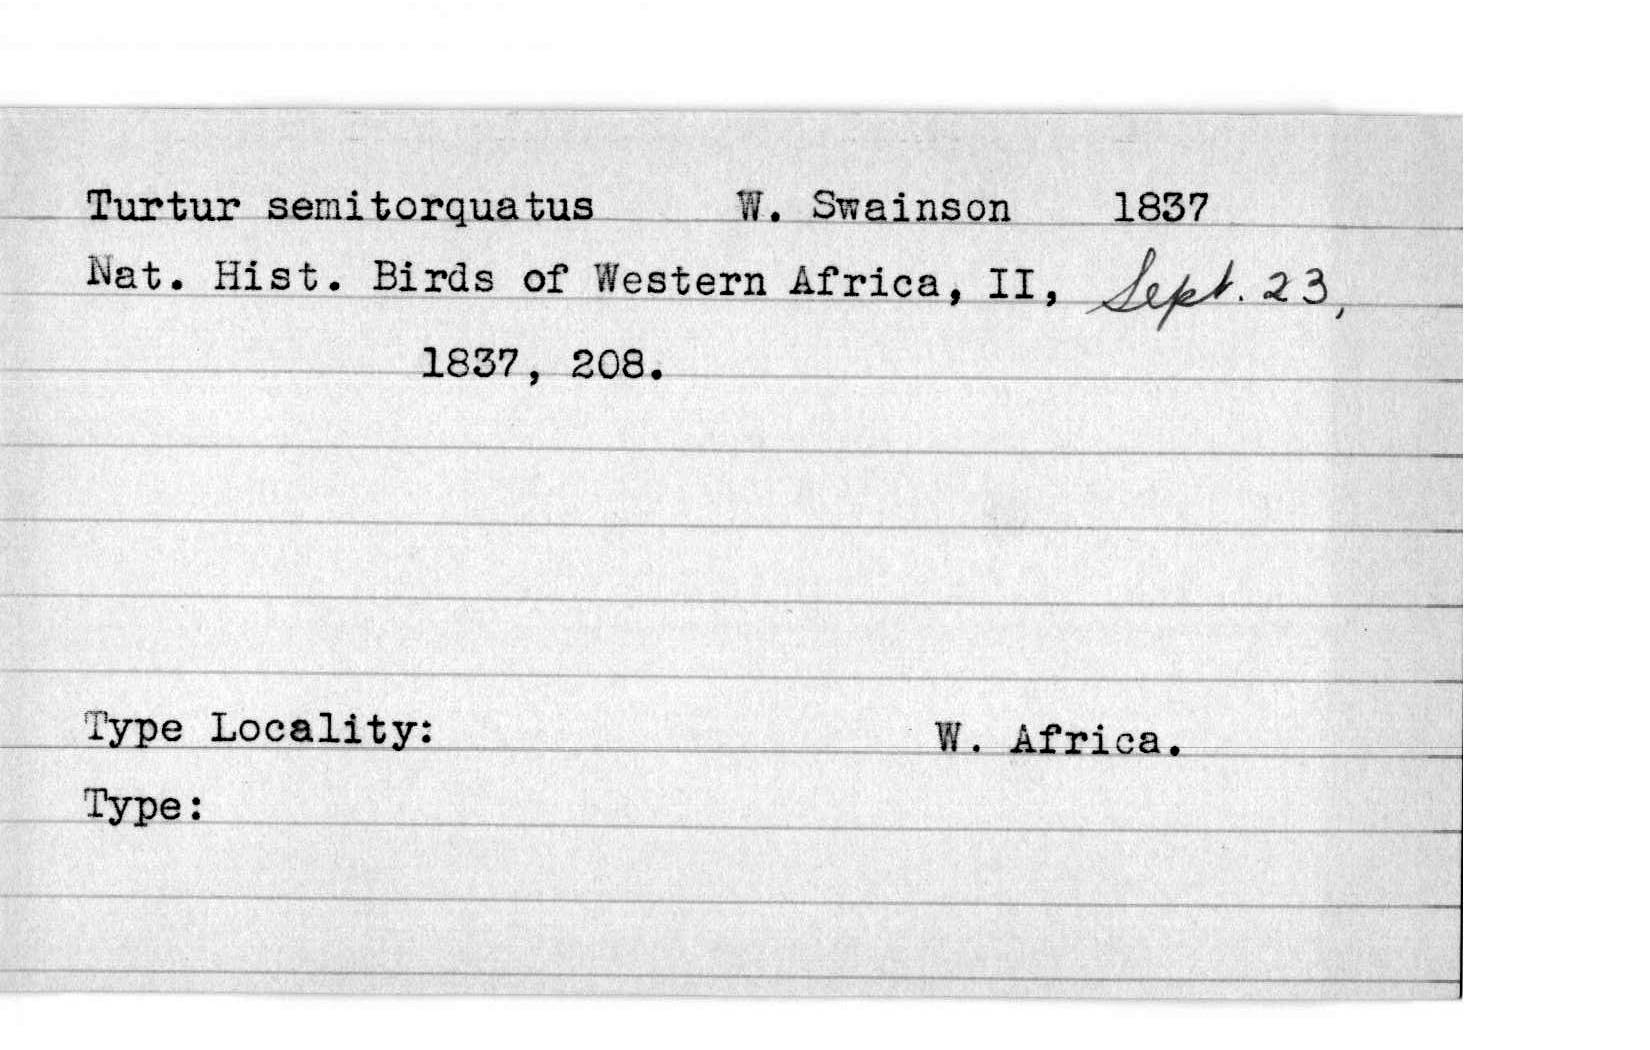 Turtur semitorquatus W. Swainson 1837
Nat. Hist. Birds of Western Africa, II, Sept. 23,
1837, 208.
Type Locality: W. Africa.
Type: